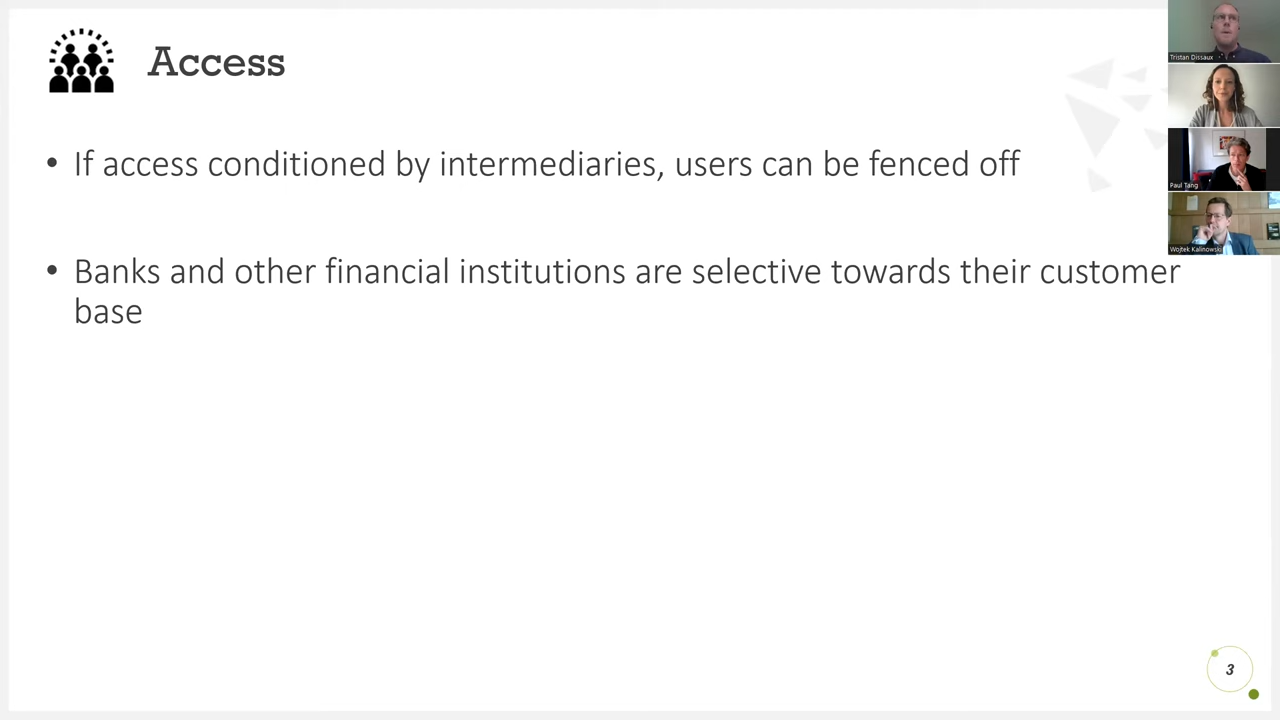 Access
• If access conditioned by intermediaries, users can be fenced off
• Banks and other financial institutions are selective towards their customer
base
Tristan Dissaux
Paul Tang
Wojtek Kalinowski
3